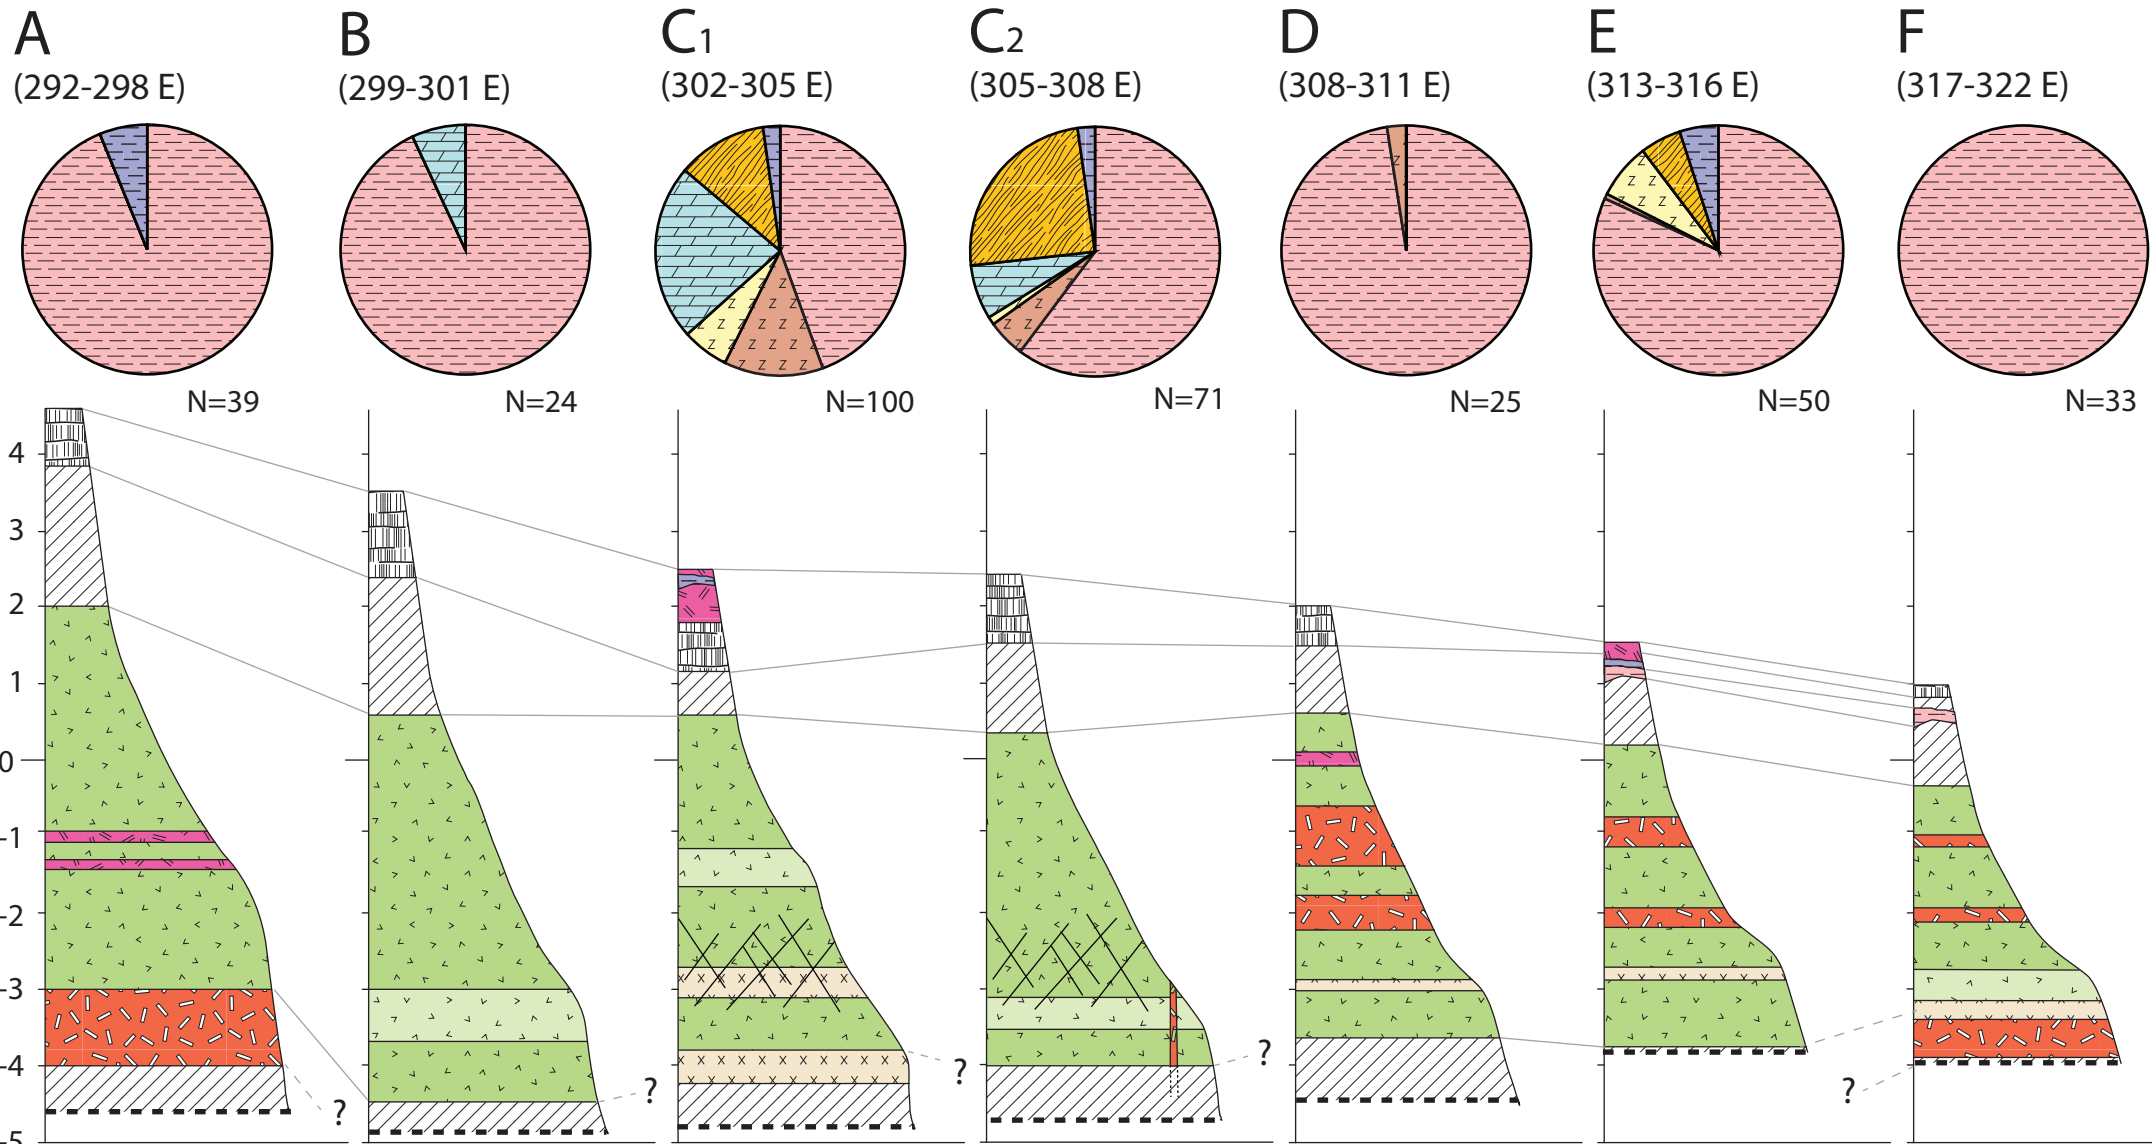 A B C1 C2 D E F
(292-298 E) (299-301 E) (302-305 E) (305-308 E) (308-311 E) (313-316 E) (317-322 E)
N=39 N=24 N=100 N=71 N=25 N=50 N=33
4
3
2
1
0
-1
-2
-3
-4
-5
? ? ? ? ?